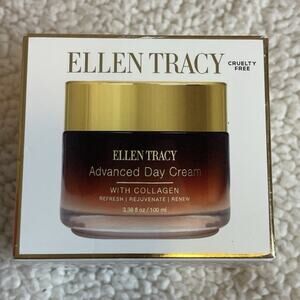 ELLEN TRACY
CRUELTY
FREE
ELLEN TRACY
Advanced Day Cream
WITH COLLAGEN
REFRESH | REJUVENATE | RENEW
3.38 fl oz / 100 ml